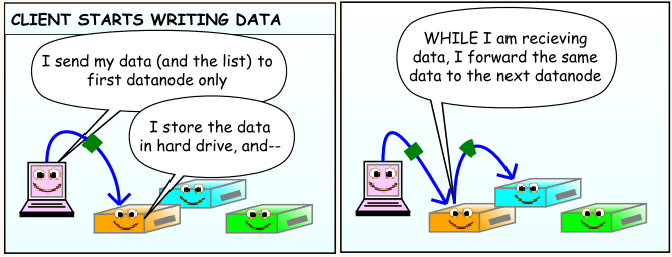 CLIENT STARTS WRITING DATA
I send my data (and the list) to
first datanode only
I store the data
in hard drive, and--
WHILE I am recieving
data, I forward the same
data to the next datanode